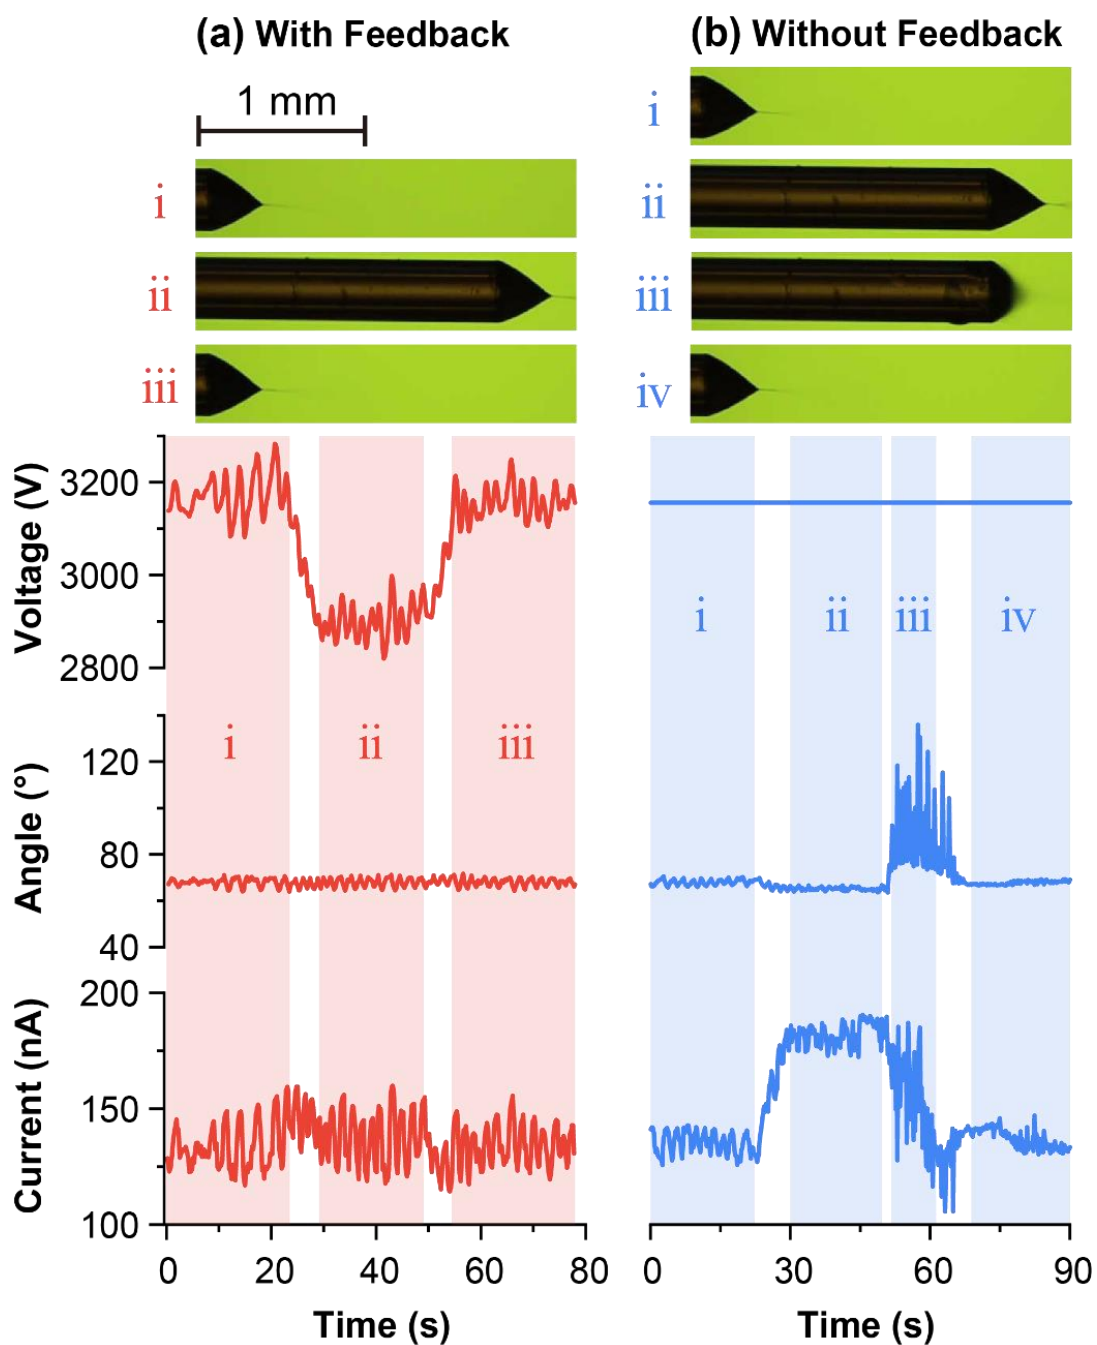 (a) With Feedback
(b) Without Feedback
1 mm
i
ii
iii
i
ii
iii
iv
Voltage (V)
3200
3000
2800
i
ii
iii
iv
Angle (°)
120
80
40
i
ii
iii
Current (nA)
200
150
100
0
20
40
60
80
Time (s)
0
30
60
90
Time (s)